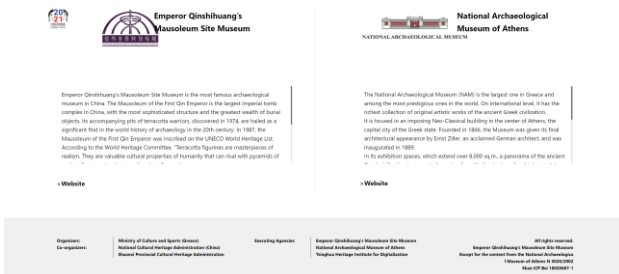 20
21
Emperor Qinshihuang's
Mausoleum Site Museum
National Archaeological
Museum of Athens
NATIONAL ARCHAEOLOGICAL MUSEUM
Emperor Qinshihuang's Mausoleum Site Museum is the most famous archaeological
museum in China. The Mausoleum of the First Qin Emperor is the largest imperial tomb
complex in China, with the most sophisticated structure and the greatest wealth of burial
objects. Its accompanying pits of terracotta warriors, discovered in 1974, are hailed as a
significant find in the world history of archaeology in the 20th century. In 1987, the
Mausoleum of the First Qin Emperor was inscribed on the UNECO World Heritage List.
According to the World Heritage Committee, "Terracotta figurines are masterpieces of
realism. They are valuable cultural properties of humanity that can rival with pyramids of
The National Archaeological Museum (NAM) is the largest one in Greece and
among the most prestigious ones in the world. On international level, it has the
richest collection of original artistic works of the ancient Greek civilization.
It is housed in an imposing Neo-Classical building in the center of Athens, the
capital city of the Greek state. Founded in 1866, the Museum was given its final
architectural appearance by Ernst Ziller, an acclaimed German architect, and was
inaugurated in 1889.
In its exhibition spaces, which extend over 8.000 sq.m., a panorama of the ancient
»Website
»Website
Organizers:
Co-organizers:
Ministry of Culture and Sports (Greece)
National Cultural Heritage Administration (China)
Shaanxi Provincial Cultural Heritage Administration
Executing Agencies:
Emperor Qinshihuang's Mausoleum Site Museum
National Archaeological Museum of Athens
Tsinghua Heritage Institute for Digitalization
All rights reserved.
Emperor Qinshihuang's Mausoleum Site Museum
Except for the content from the National Archaeological